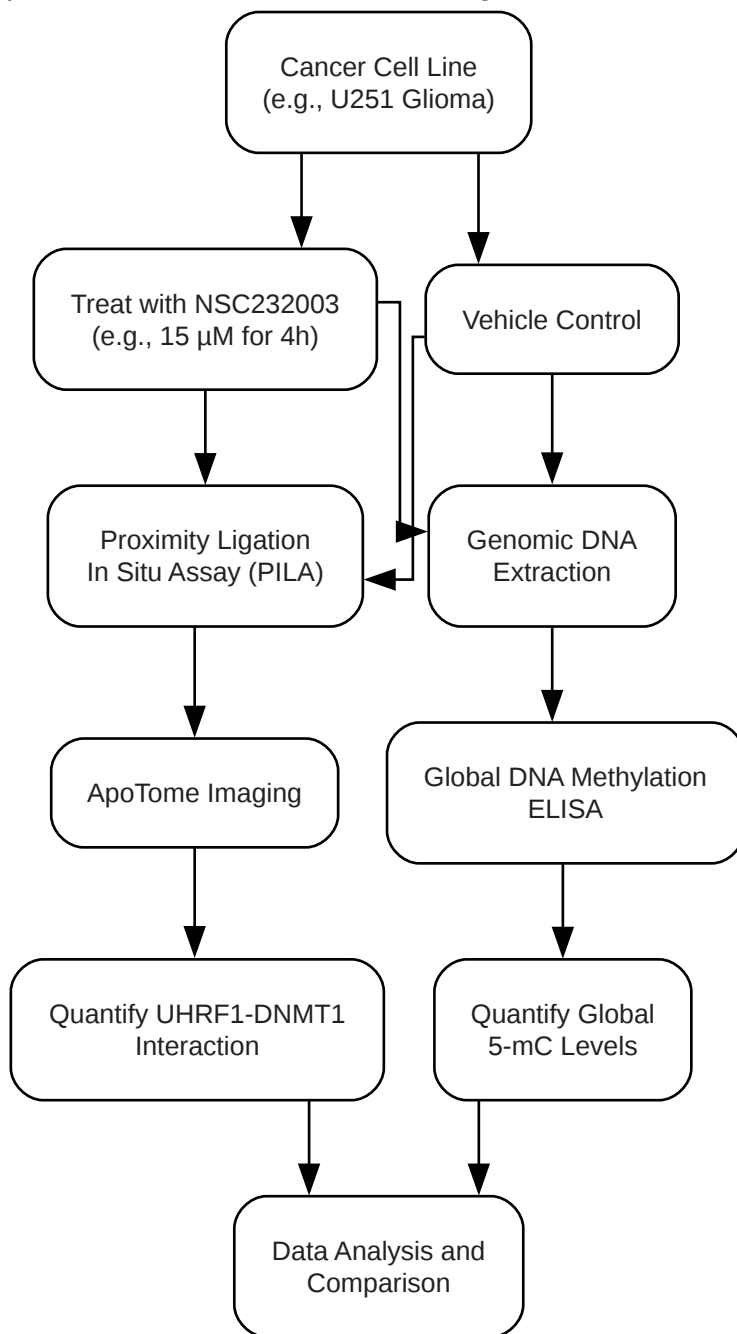 Cancer Cell Line
(e.g., U251 Glioma)
Treat with NSC232003
(e.g., 15 µM for 4h)
Vehicle Control
Proximity Ligation
In Situ Assay (PILA)
Genomic DNA
Extraction
ApoTome Imaging
Global DNA Methylation
ELISA
Quantify UHRF1-DNMT1
Interaction
Quantify Global
5-mC Levels
Data Analysis and
Comparison